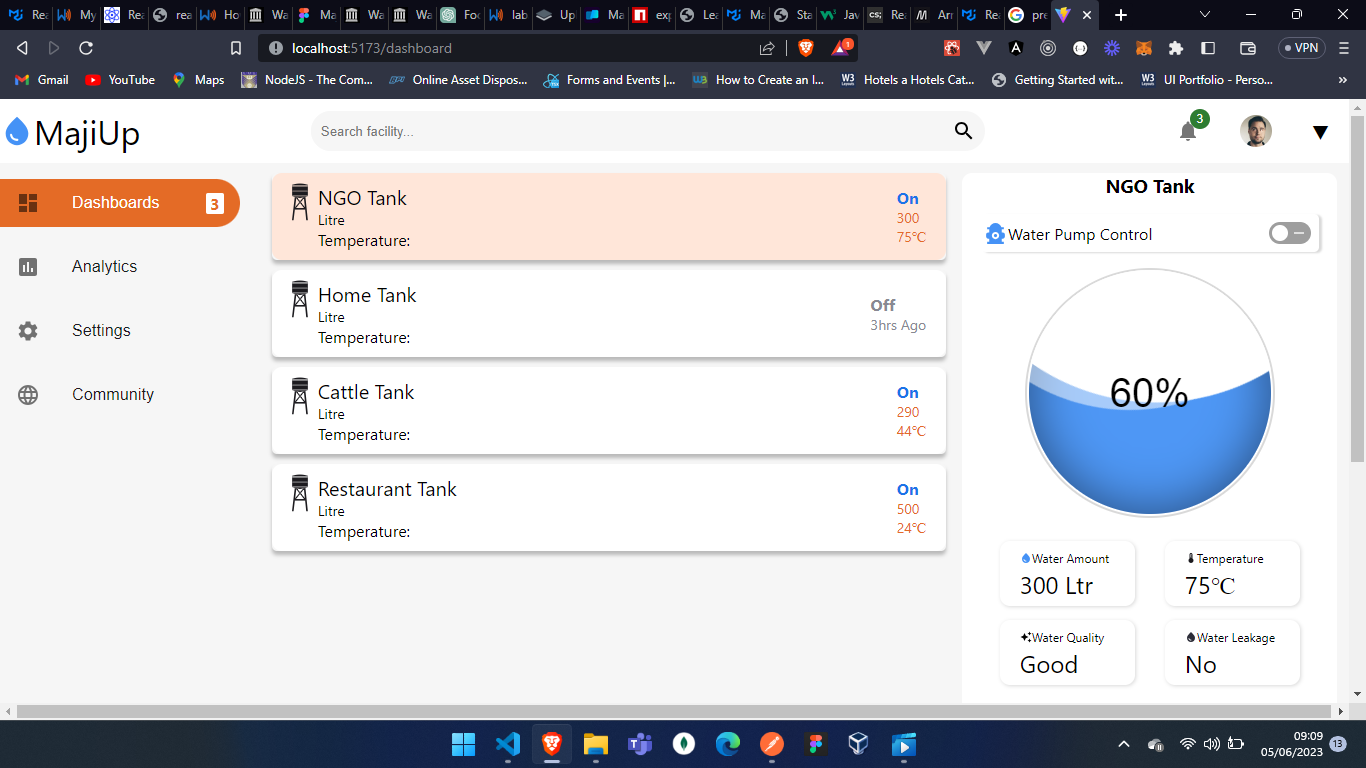 Rea
My
Rea
rea
Ho
Wa
Ma
Wa
Wa
Foo
lab
Up
Ma
exp
Lea
Ma
Sta
Jav
Rea
Arr
Rea
pre
localhost:5173/dashboard
1
VPN
Gmail
YouTube
Maps
NodeJS - The Com...
Online Asset Dispos...
Forms and Events |...
How to Create an I...
Hotels a Hotels Cat...
Getting Started wit...
UI Portfolio - Perso...
MajiUp
Search facility...
3
Dashboards 3
Analytics
Settings
Community
NGO Tank On
Litre 300
Temperature: 75°C
Home Tank Off
Litre 3hrs Ago
Temperature:
Cattle Tank On
Litre 290
Temperature: 44°C
Restaurant Tank On
Litre 500
Temperature: 24°C
NGO Tank
Water Pump Control
60%
Water Amount
300 Ltr
Temperature
75°C
Water Quality
Good
Water Leakage
No
09:09
05/06/2023
13